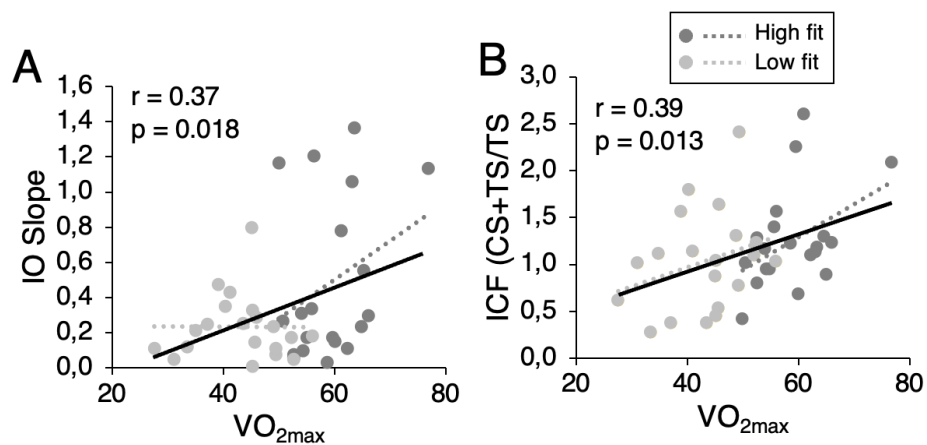 A
B
High fit
Low fit
IO Slope
1,6
1,4
1,2
1,0
0,8
0,6
0,4
0,2
0,0
r = 0.37
p = 0.018
20
40
60
80
VO2max
ICF (CS+TS/TS
3,0
2,5
2,0
1,5
1,0
0,5
0,0
r = 0.39
p = 0.013
20
40
60
80
VO2max